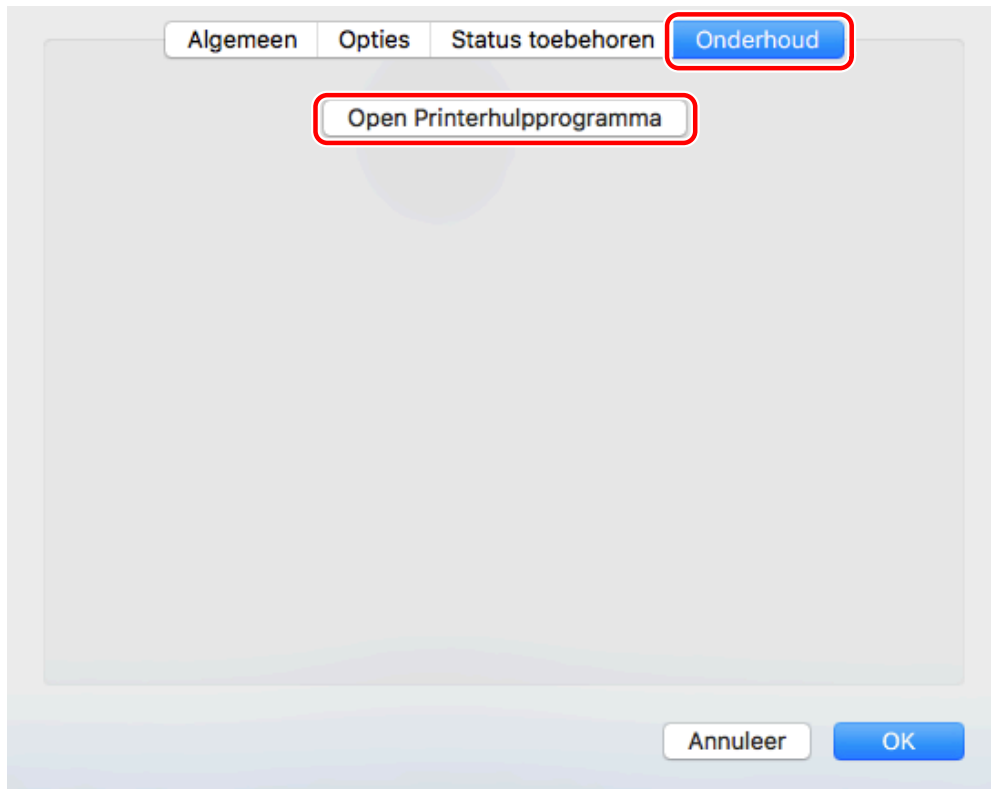 Algemeen Opties Status toebehoren Onderhoud
Open Printerhulpprogramma
Annuleer OK